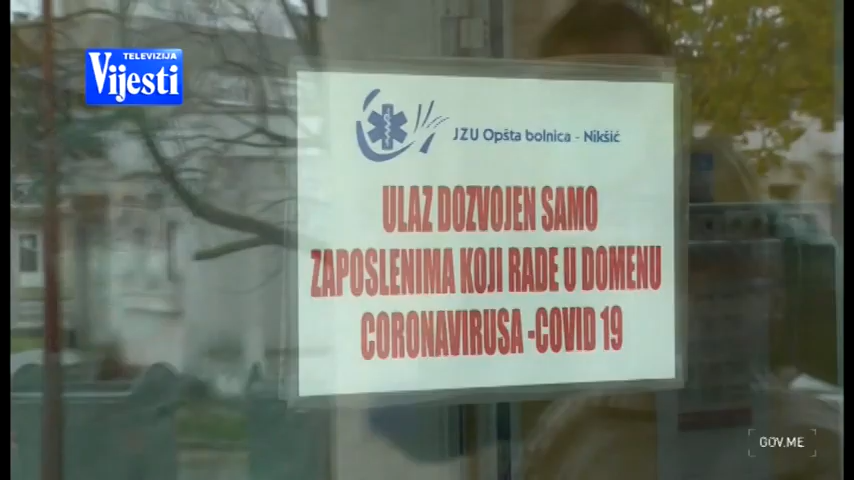 TELEVIZIJA
Vijesti
JZU Opšta bolnica - Nikšić
ULAZ DOZVOJEN SAMO
ZAPOSLENIMA KOJI RADE U DOMENU
CORONAVIRUSA -COVID 19
GOV.ME